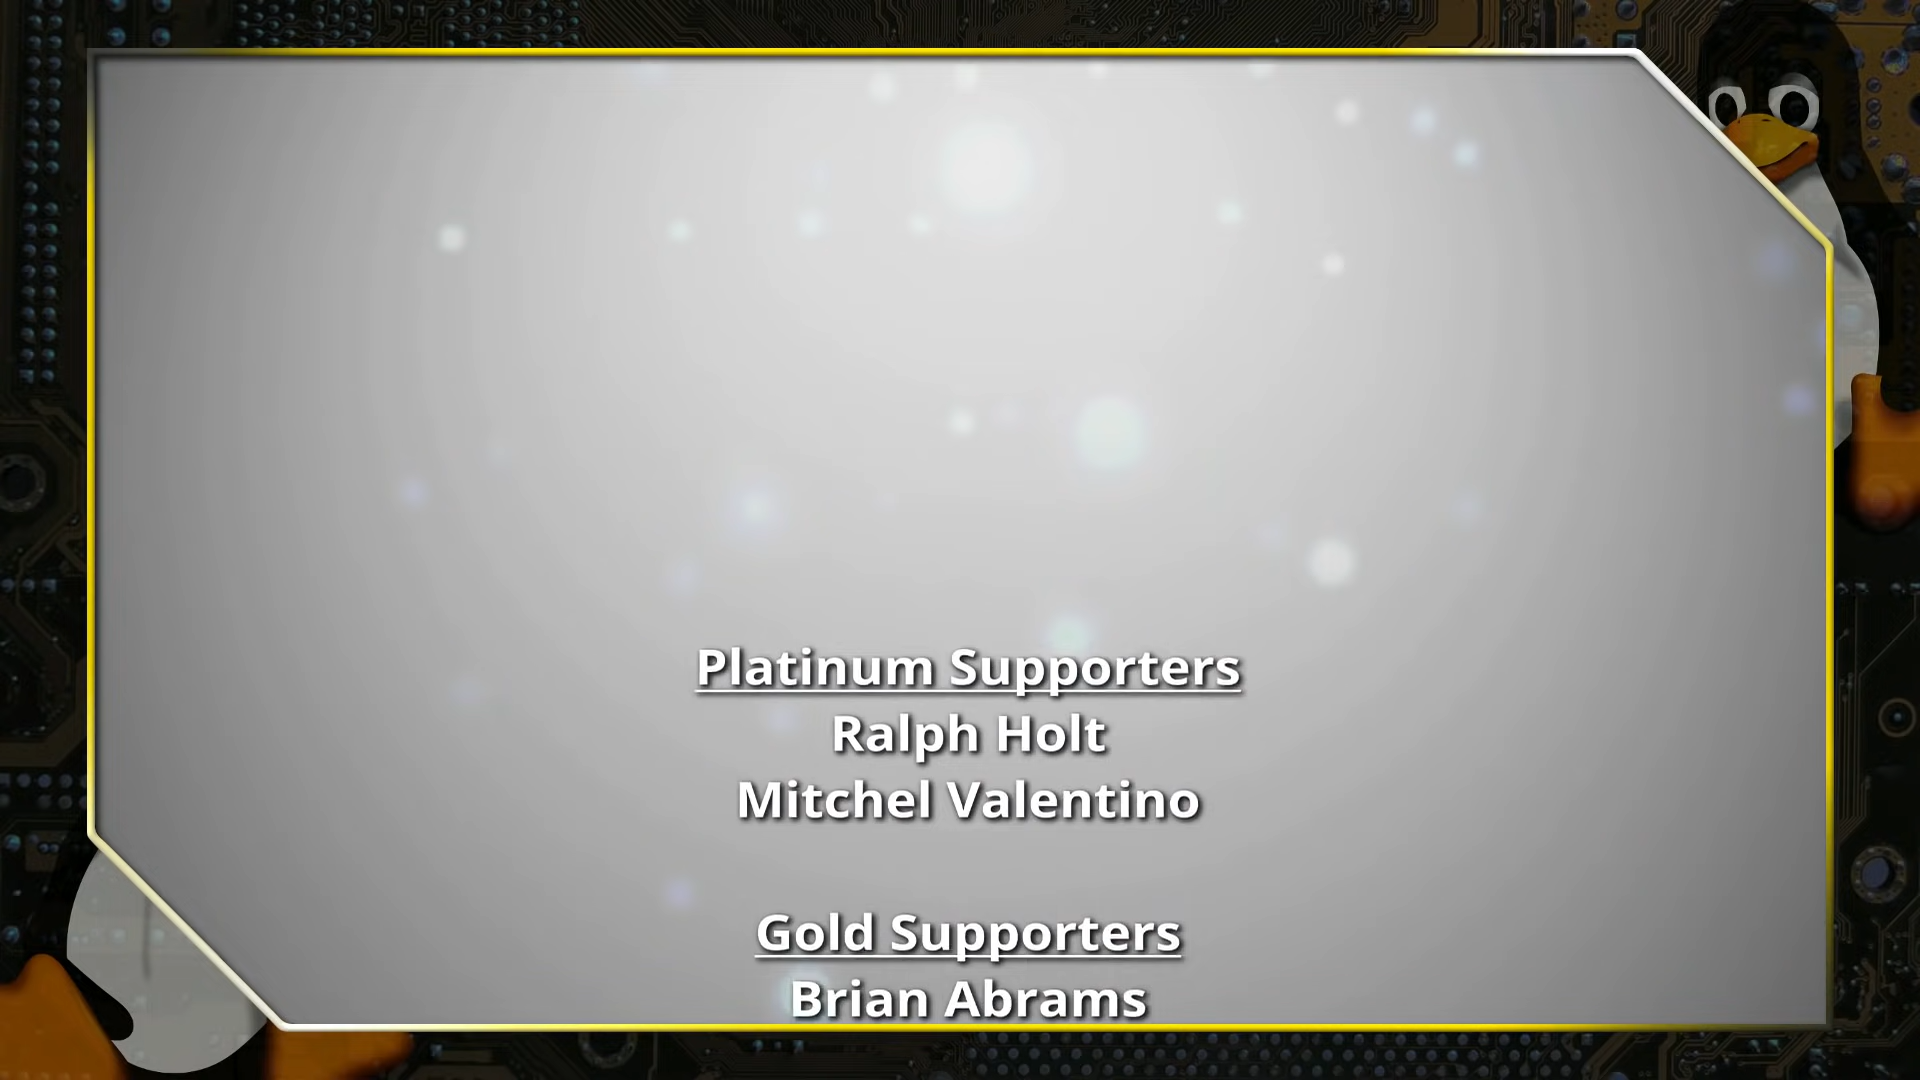 Platinum Supporters
Ralph Holt
Mitchel Valentino
Gold Supporters
Brian Abrams